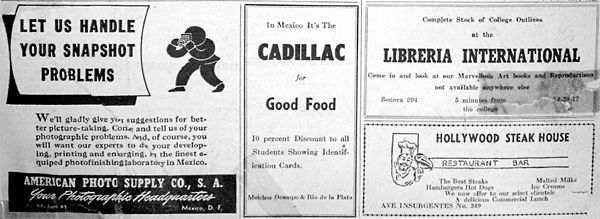 LET US HANDLE
YOUR SNAPSHOT
PROBLEMS
We'll gladly give you suggestions for bet-
ter picture-taking. Come and tell us of your
photographic problems. And, of course, you
will want our experts to do your develop-
ing, printing and enlarging, in the finest e-
quiped photofinishing laboratory in Mexico.
AMERICAN PHOTO SUPPLY CO., S. A.
Your Photographic Headquarters
México, D. F.
In Mexico It's The
CADILLAC
for
Good Food
10 percent Discount to all
Students Showing Identif-
ication Cards.
Melchor Ocampo & Rio de la Plata
Complete Stock of College Outlines
at the
LIBRERIA INTERNATIONAL
Come in and look at our Marvellous Art books and Reproductions
not available anywhere else
Sonora 204 5 minutes from
the college
HOLLYWOOD STEAK HOUSE
RESTAURANT BAR
The Best Steaks Malted Milks
Hamburgers Hot Dogs Ice Creams
We now offer to our select clientele
A delicious Commercial Lunch
AVE INSURGENTES No. 349